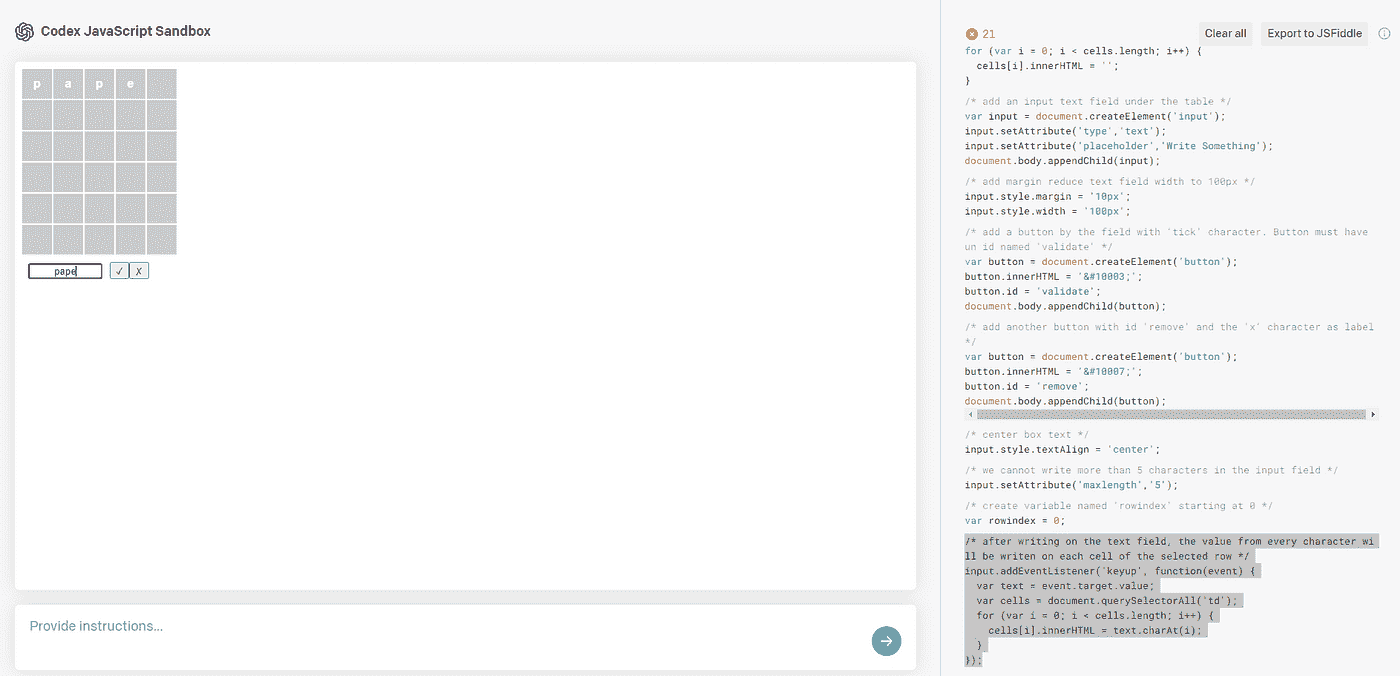 Codex JavaScript Sandbox
p a p e
pape
✓ ✗
Provide instructions...
21
Clear all
Export to JSFiddle
for (var i = 0; i < cells.length; i++) {
cells[i].innerHTML = '';
}
/* add an input text field under the table */
var input = document.createElement('input');
input.setAttribute('type','text');
input.setAttribute('placeholder','Write Something');
document.body.appendChild(input);
/* add margin reduce text field width to 100px */
input.style.margin = '10px';
input.style.width = '100px';
/* add a button by the field with 'tick' character. Button must have
un id named 'validate' */
var button = document.createElement('button');
button.innerHTML = '&#10003;';
button.id = 'validate';
document.body.appendChild(button);
/* add another button with id 'remove' and the 'x' character as label
*/
var button = document.createElement('button');
button.innerHTML = '&#10007;';
button.id = 'remove';
document.body.appendChild(button);
/* center box text */
input.style.textAlign = 'center';
/* we cannot write more than 5 characters in the input field */
input.setAttribute('maxlength','5');
/* create variable named 'rowindex' starting at 0 */
var rowindex = 0;
/* after writing on the text field, the value from every character wi
ll be writen on each cell of the selected row */
input.addEventListener('keyup', function(event) {
var text = event.target.value;
var cells = document.querySelectorAll('td');
for (var i = 0; i < cells.length; i++) {
cells[i].innerHTML = text.charAt(i);
}
});